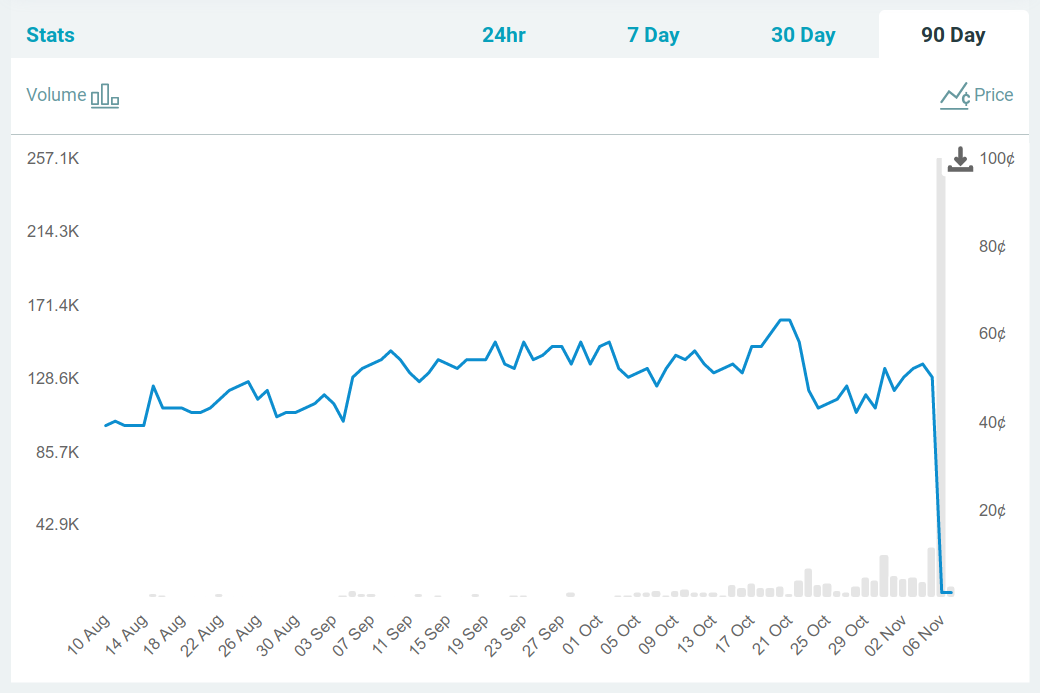 Stats 24hr 7 Day 30 Day 90 Day
Volume Price
257.1K 100¢
214.3K 80¢
171.4K 60¢
128.6K 40¢
85.7K 20¢
42.9K
10 Aug 14 Aug 18 Aug 22 Aug 26 Aug 30 Aug 03 Sep 07 Sep 11 Sep 15 Sep 19 Sep 23 Sep 27 Sep 01 Oct 05 Oct 09 Oct 13 Oct 17 Oct 21 Oct 25 Oct 29 Oct 02 Nov 06 Nov